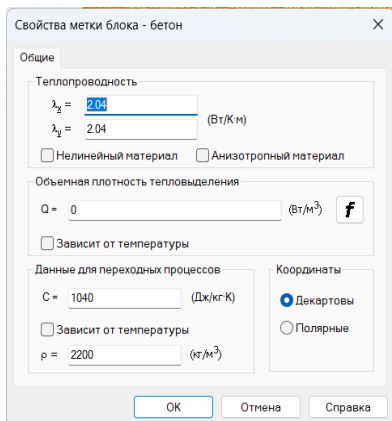 Свойства метки блока - бетон
Общие
Теплопроводность
λx = 2.04
λy = 2.04
(Вт/К·м)
Нелинейный материал Анизотропный материал
Объемная плотность тепловыделения
Q = 0 (Вт/м³) f
Зависит от температуры
Данные для переходных процессов
C = 1040 (Дж/кг·К)
Зависит от температуры
ρ = 2200 (кг/м³)
Координаты
Декартовы
Полярные
ОК Отмена Справка